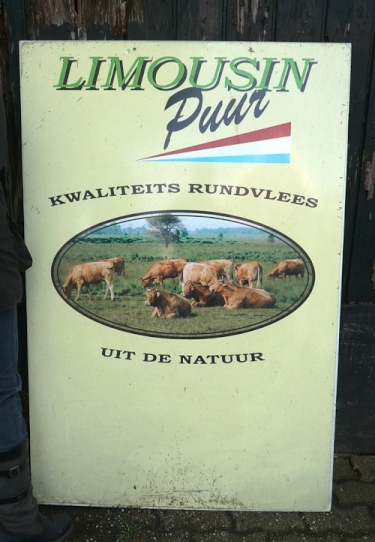 LIMOUSIN
Puur
KWALITEITS RUNDVLEES
UIT DE NATUUR